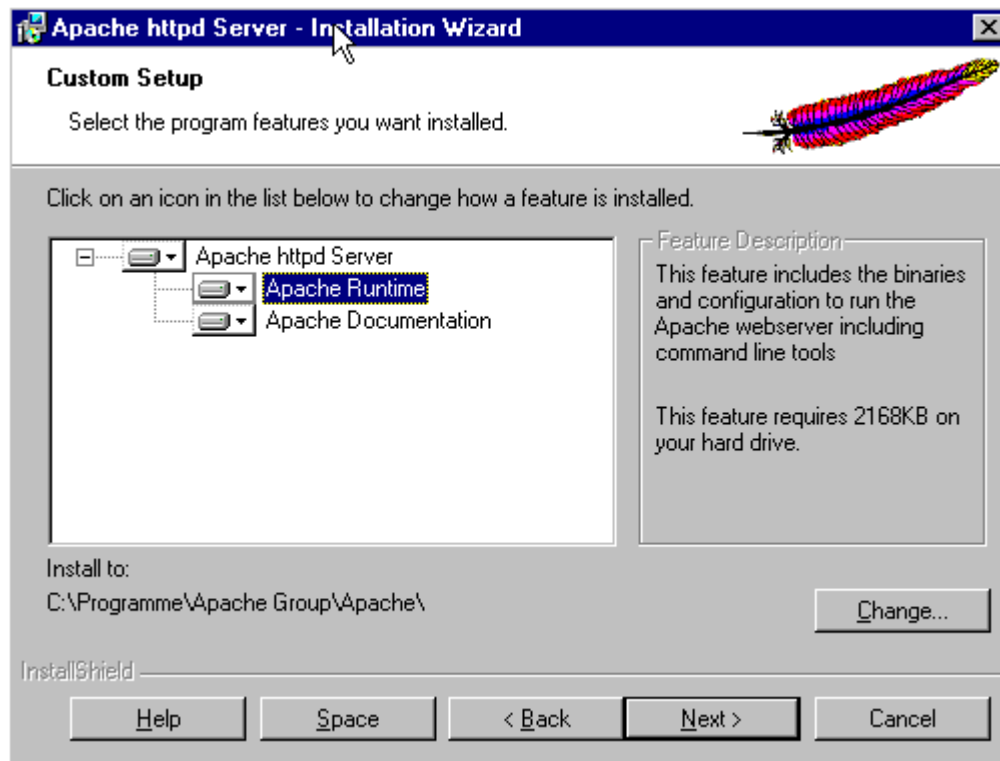 Apache httpd Server - Installation Wizard
Custom Setup
Select the program features you want installed.
Click on an icon in the list below to change how a feature is installed.
Apache httpd Server
Apache Runtime
Apache Documentation
Feature Description
This feature includes the binaries
and configuration to run the
Apache webserver including
command line tools
This feature requires 2168KB on
your hard drive.
Install to:
C:\Programme\Apache Group\Apache\
Change...
InstallShield
Help
Space
< Back
Next >
Cancel